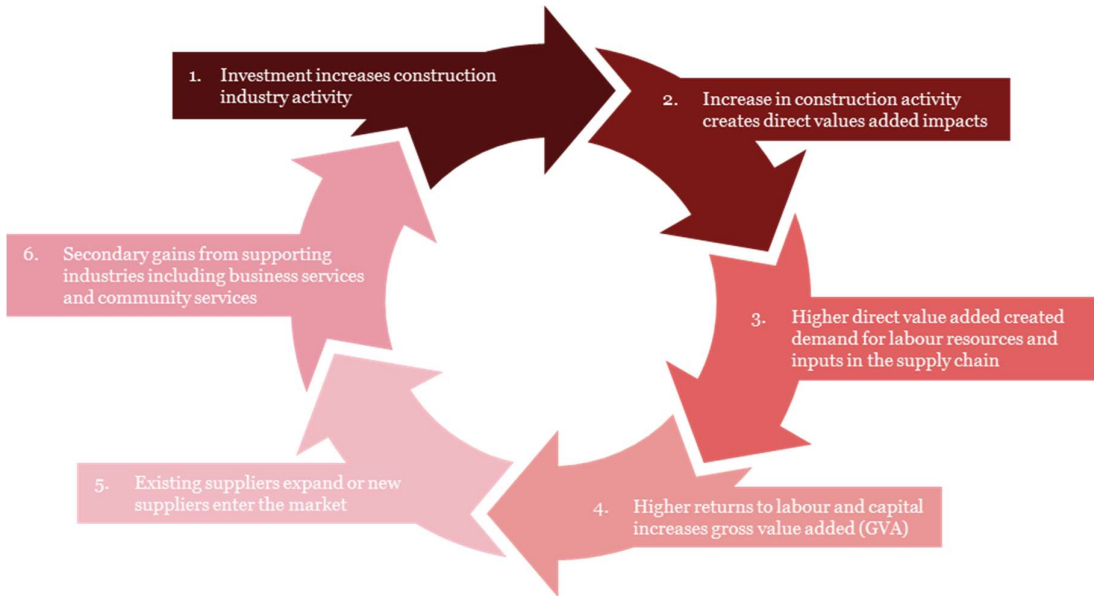 1. Investment increases construction
industry activity
2. Increase in construction activity
creates direct values added impacts
3. Higher direct value added created
demand for labour resources and
inputs in the supply chain
4. Higher returns to labour and capital
increases gross value added (GVA)
5. Existing suppliers expand or new
suppliers enter the market
6. Secondary gains from supporting
industries including business services
and community services